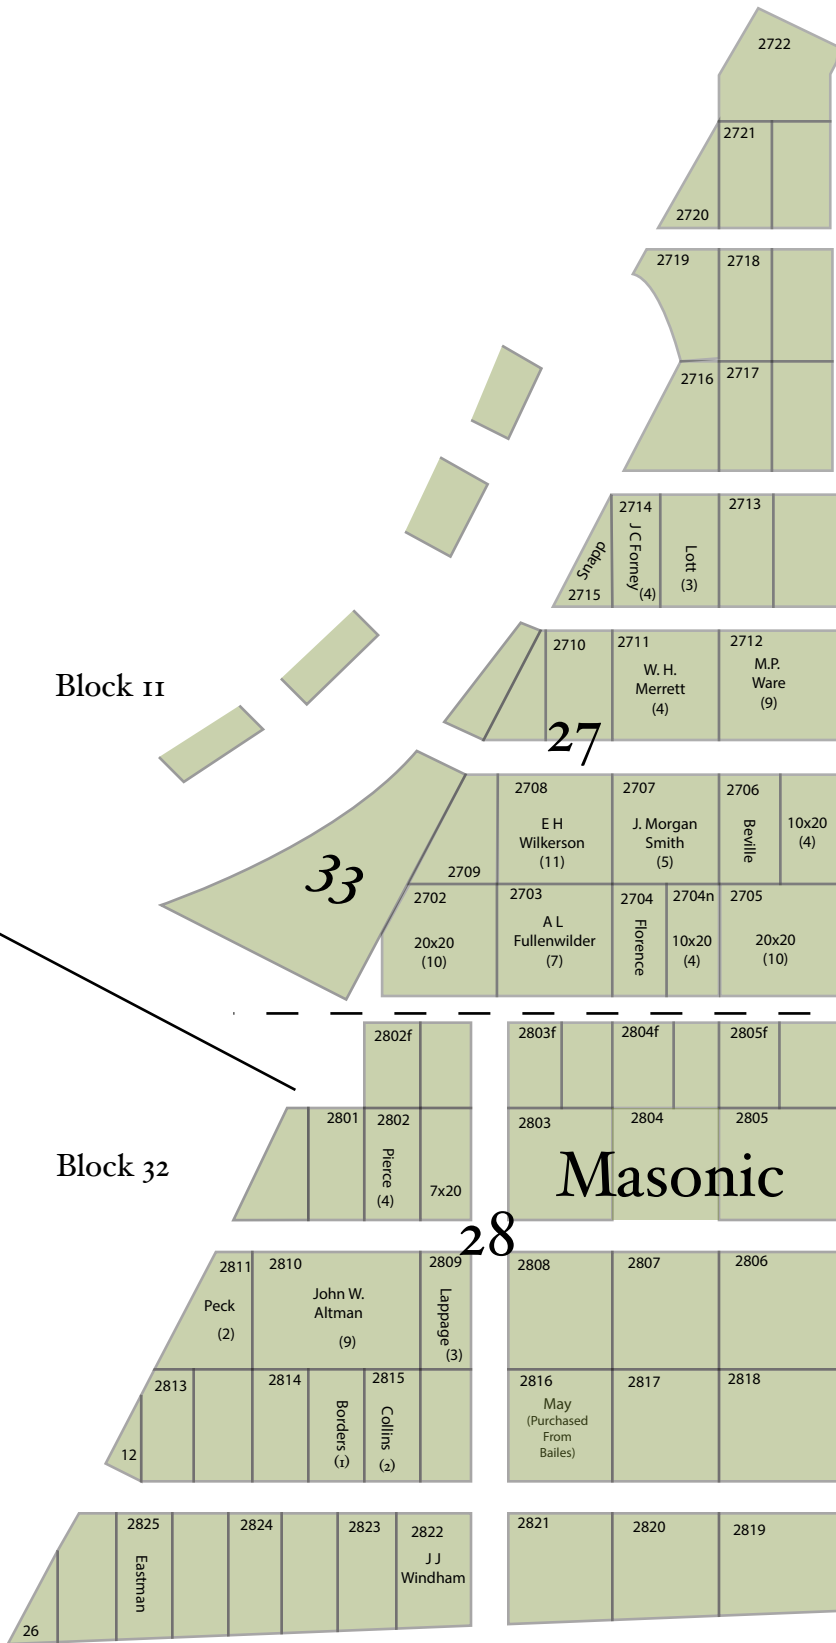 2722
2721
2720
2719
2718
2716
2717
2714
2713
J C Forney
(4)
Lott
(3)
Snapp
2715
2710
2711
W. H.
Merrett
(4)
2712
M.P.
Ware
(9)
Block 11
27
2708
E H
Wilkerson
(11)
2707
J. Morgan
Smith
(5)
2706
Beville
10x20
(4)
33
2709
2702
20x20
(10)
2703
A L
Fullenwilder
(7)
2704
Florence
2704n
10x20
(4)
2705
20x20
(10)
2802f
2803f
2804f
2805f
2801
2802
Pierce
(4)
7x20
2803
2804
2805
Masonic
Block 32
28
2811
Peck
(2)
2810
John W.
Altman
(9)
2809
Lappage
(3)
2808
2807
2806
2813
12
2814
Borders
(1)
2815
Collins
(2)
2816
May
(Purchased
From
Bailes)
2817
2818
2825
Eastman
2824
2823
2822
J J
Windham
26
2821
2820
2819